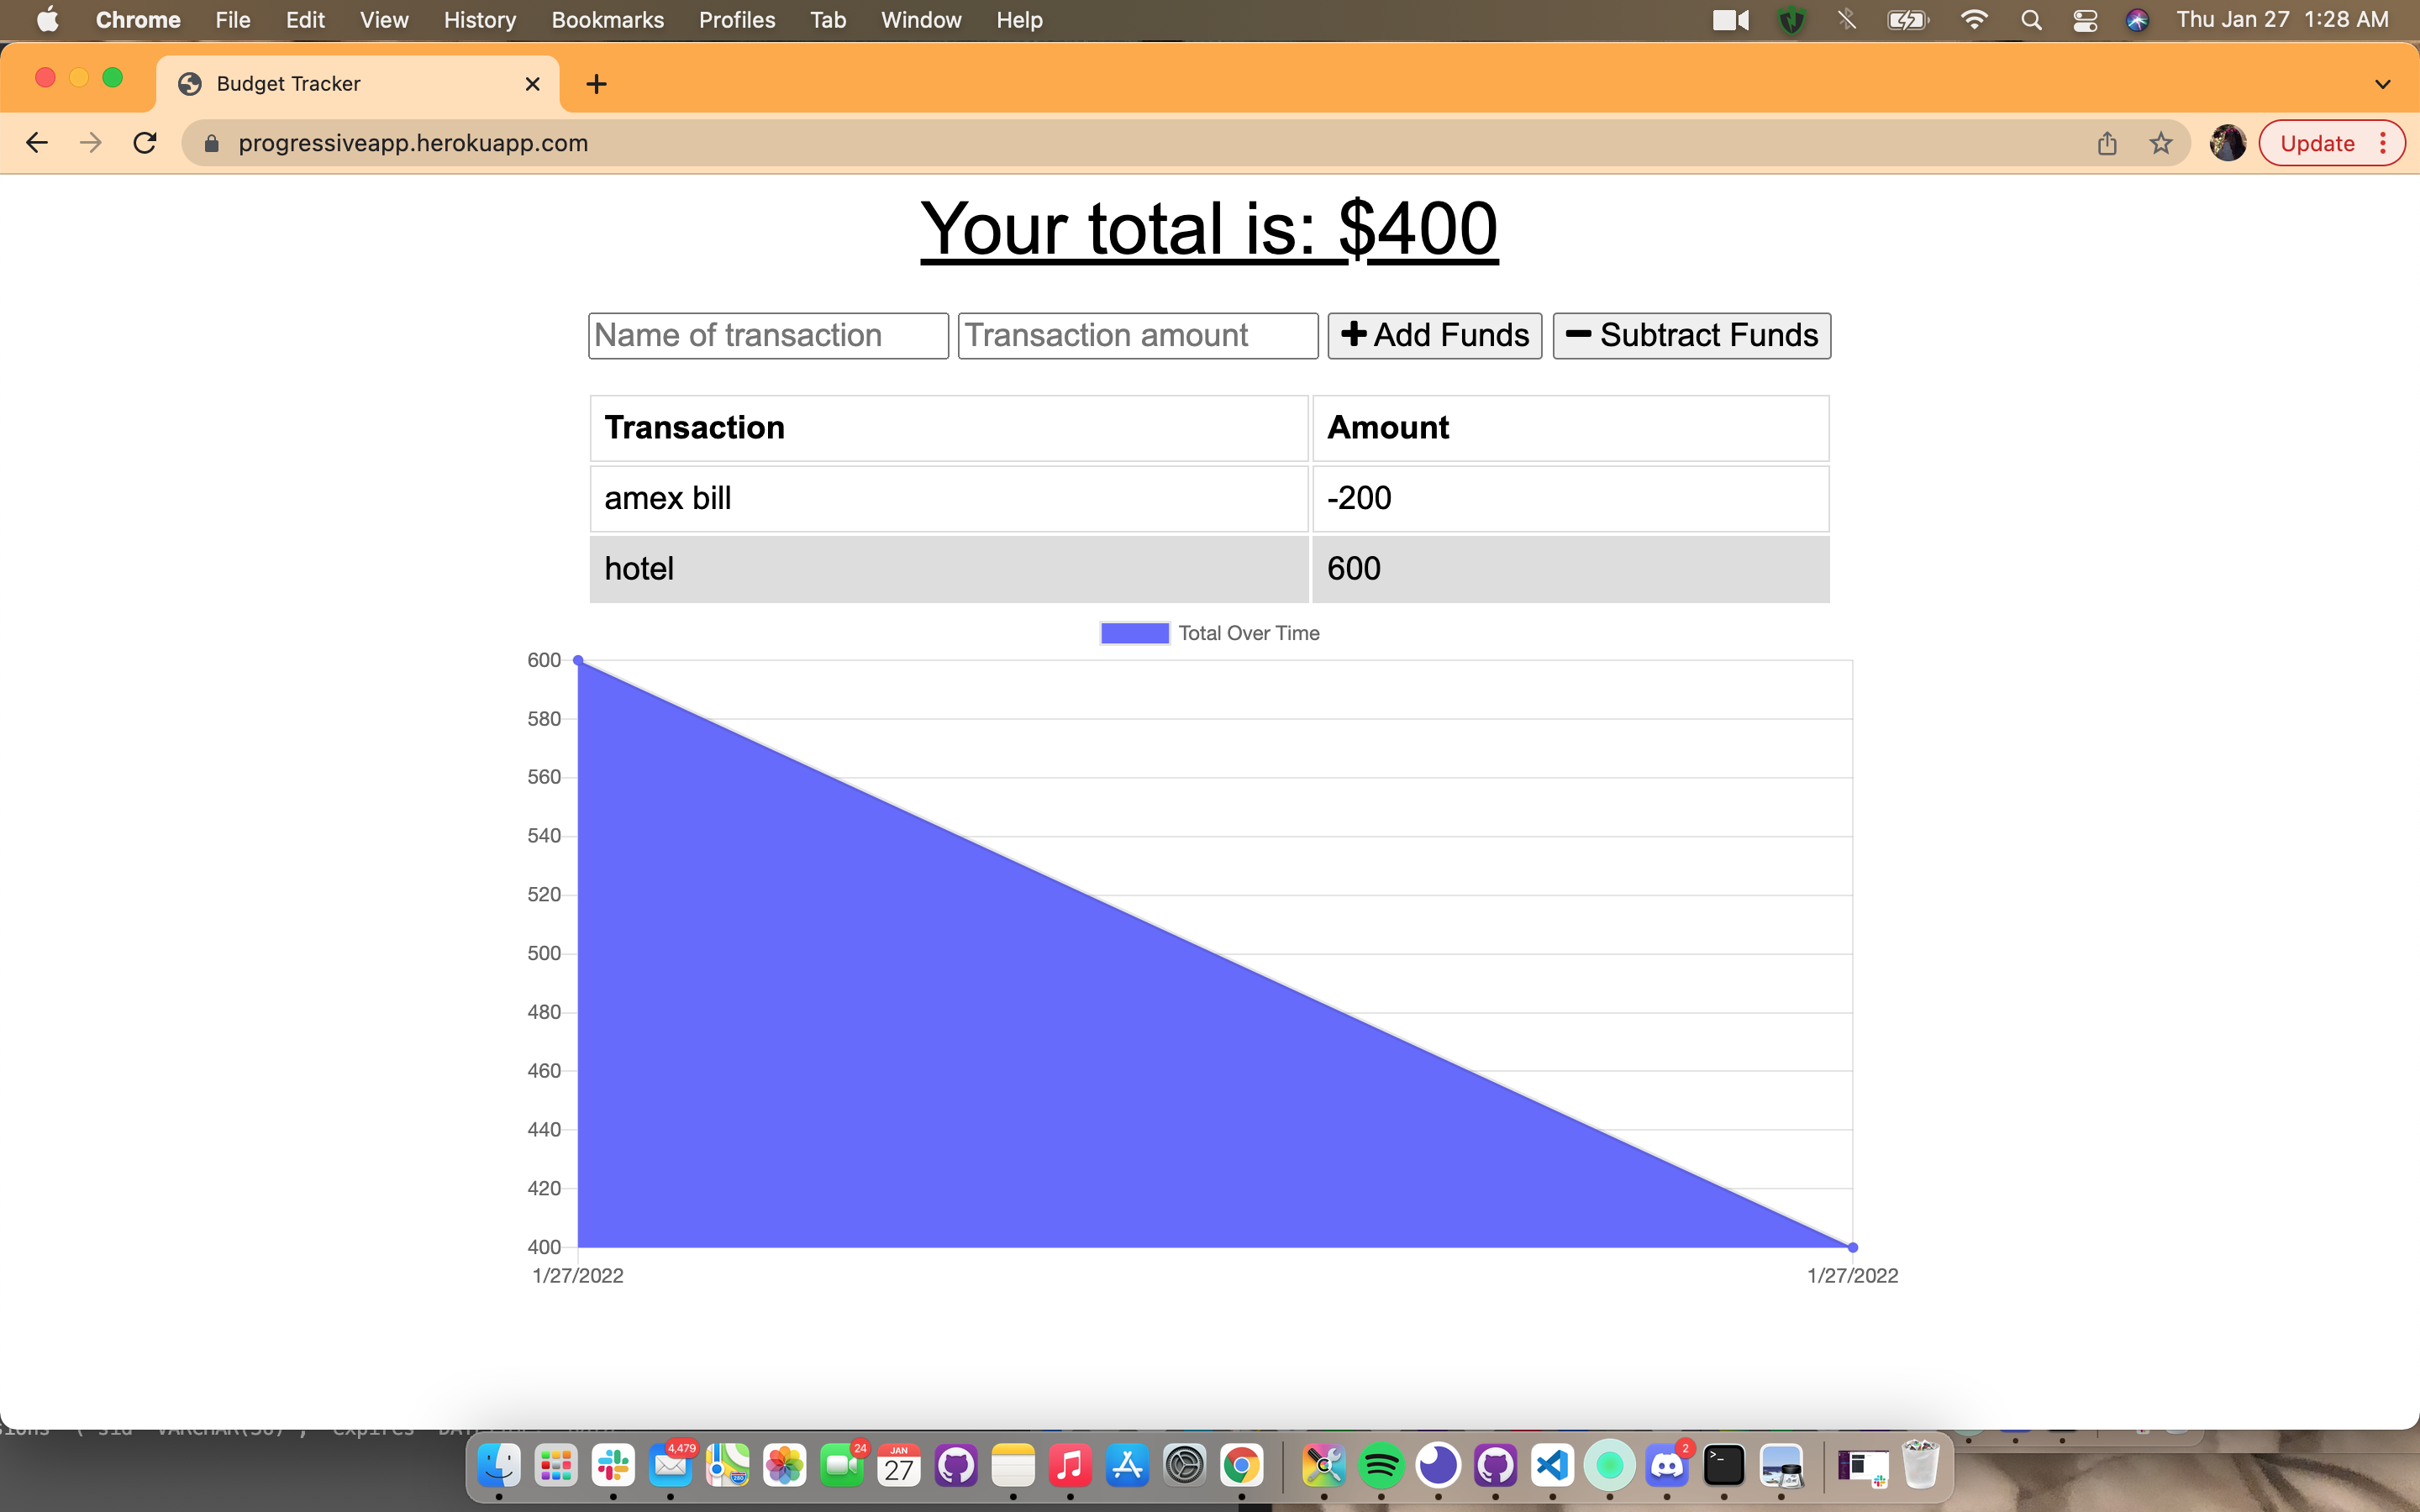 Chrome File Edit View History Bookmarks Profiles Tab Window Help Thu Jan 27 1:28 AM
Budget Tracker
progressiveapp.herokuapp.com Update
Your total is: $400
Name of transaction Transaction amount Add Funds Subtract Funds
Transaction Amount
amex bill -200
hotel 600
Total Over Time
600
580
560
540
520
500
480
460
440
420
400
1/27/2022 1/27/2022
4,479 24 JAN 27 2